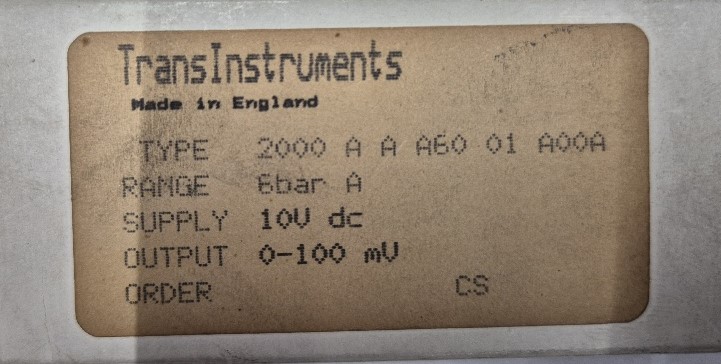 TransInstruments
Made in England
TYPE 2000 A A A60 01 A00A
RANGE 6bar A
SUPPLY 10V dc
OUTPUT 0-100 mV
ORDER CS